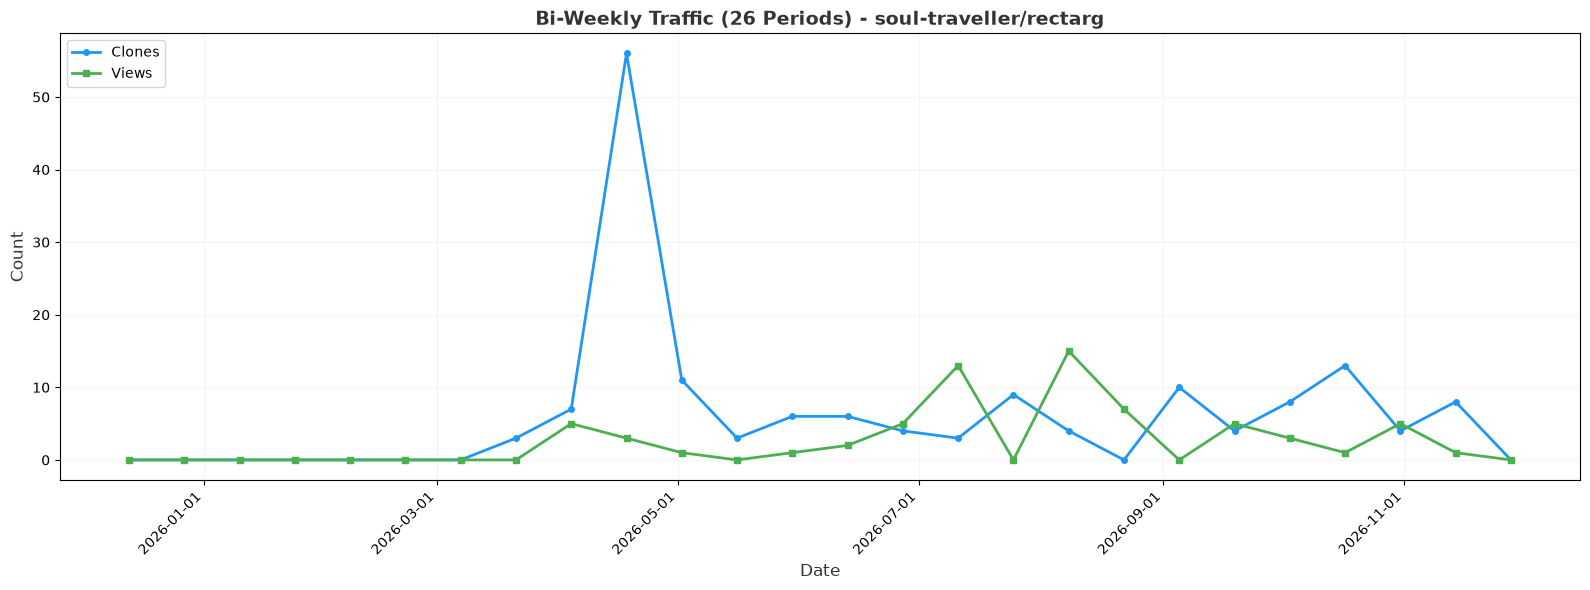 Bi-Weekly Traffic (26 Periods) - soul-traveller/rectarg
Clones
Views
Count
50
40
30
20
10
0
2026-01-01
2026-03-01
2026-05-01
2026-07-01
2026-09-01
2026-11-01
Date